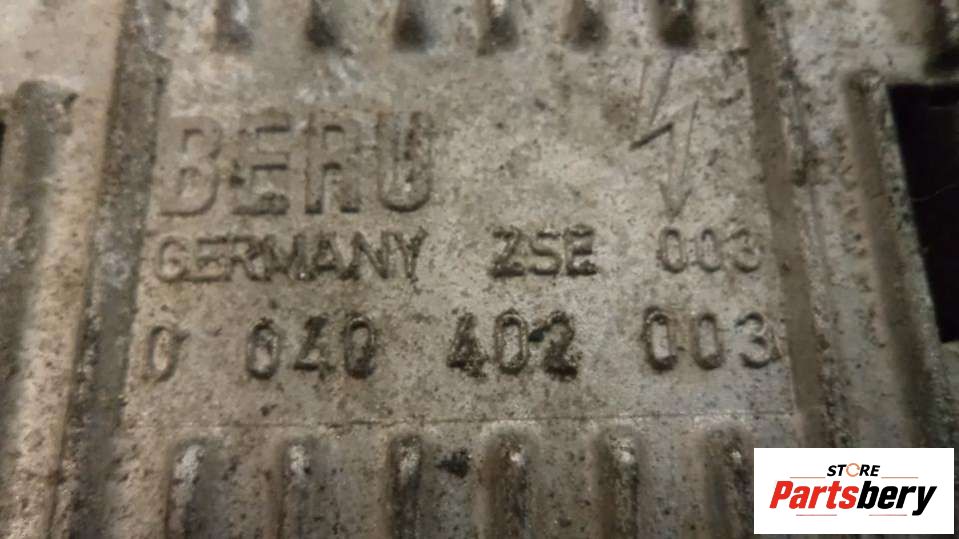 BERU
GERMANY ZSE 003
0 040 402 003
STORE
Partsbery